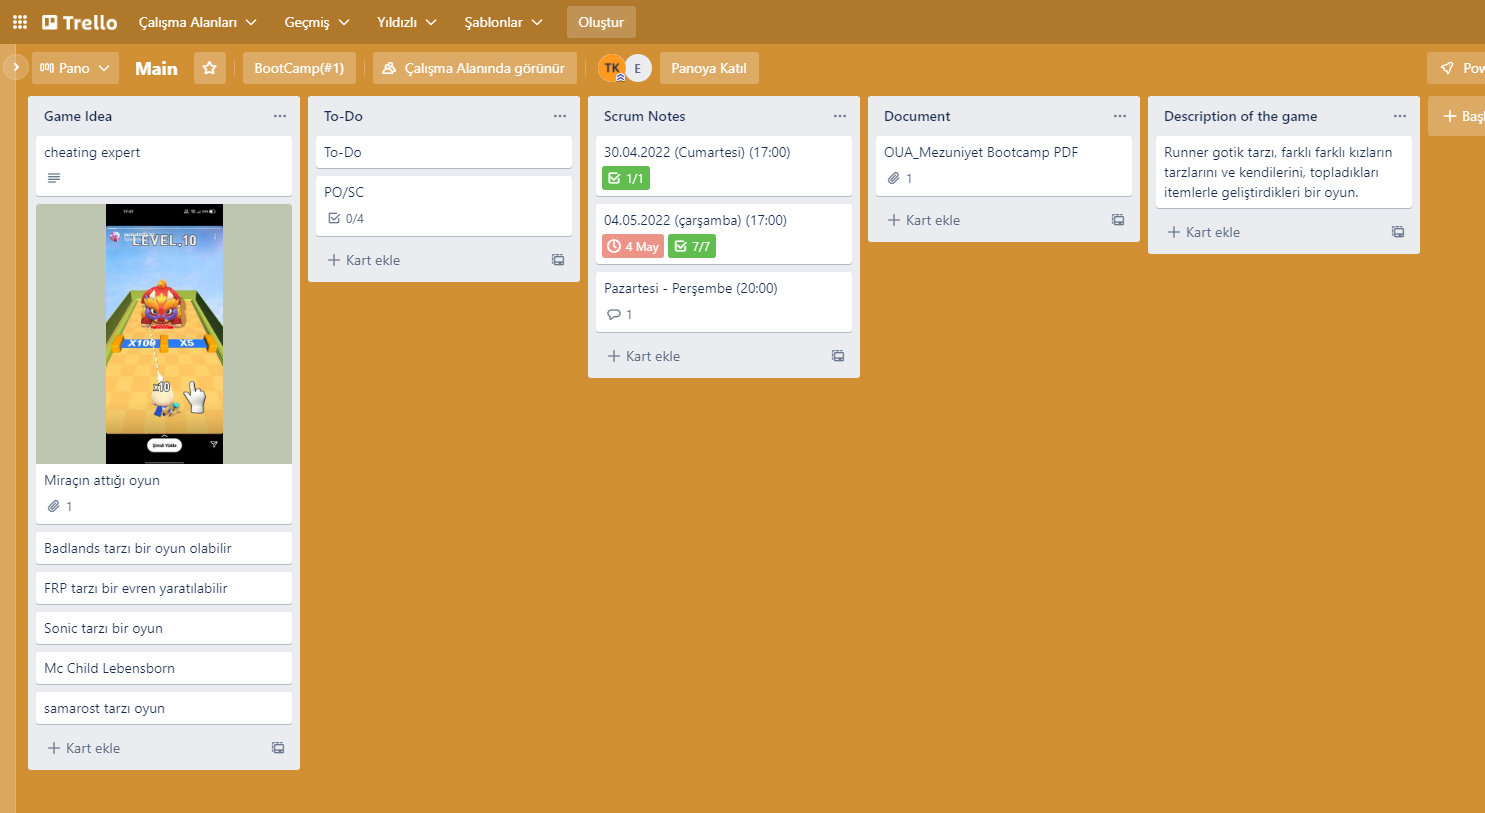 Trello
Çalışma Alanları
Geçmiş
Yıldızlı
Şablonlar
Oluştur
Pano
Main
BootCamp(#1)
Çalışma Alanında görünür
TK
E
Panoya Katıl
Game Idea
cheating expert
LEVEL.10
X100
X5
x10
Şimdi Yükle
Miraçın attığı oyun
1
Badlands tarzı bir oyun olabilir
FRP tarzı bir evren yaratılabilir
Sonic tarzı bir oyun
Mc Child Lebensborn
samarost tarzı oyun
Kart ekle
To-Do
To-Do
PO/SC
0/4
Kart ekle
Scrum Notes
30.04.2022 (Cumartesi) (17:00)
1/1
04.05.2022 (çarşamba) (17:00)
4 May 7/7
Pazartesi - Perşembe (20:00)
1
Kart ekle
Document
OUA_Mezuniyet Bootcamp PDF
1
Kart ekle
Description of the game
Runner gotik tarzı, farklı farklı kızların
tarzlarını ve kendilerini, topladıkları
itemlerle geliştirdikleri bir oyun.
Kart ekle